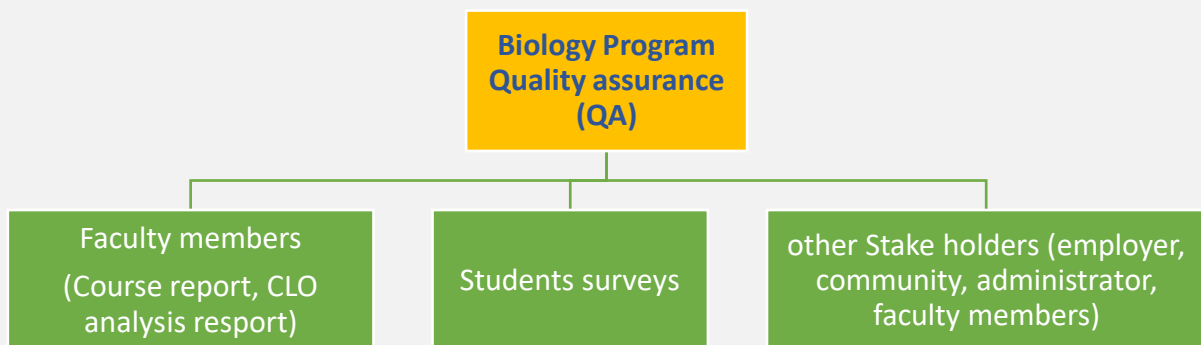 Biology Program
Quality assurance
(QA)
Faculty members
(Course report, CLO
analysis resport)
Students surveys
other Stake holders (employer,
community, administrator,
faculty members)